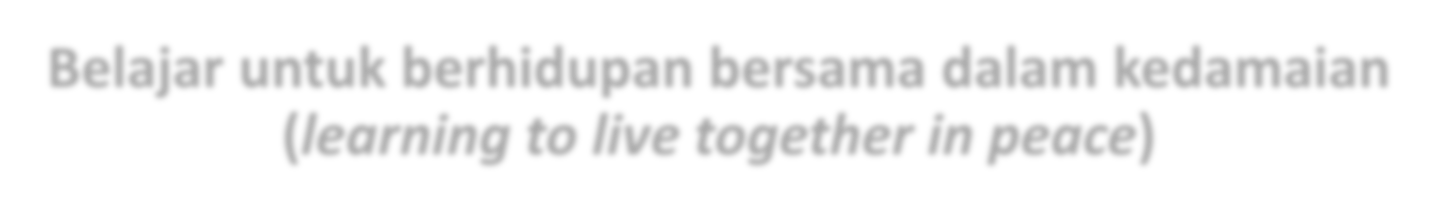 Belajar untuk berhidupan bersama dalam kedamaian
(learning to live together in peace)